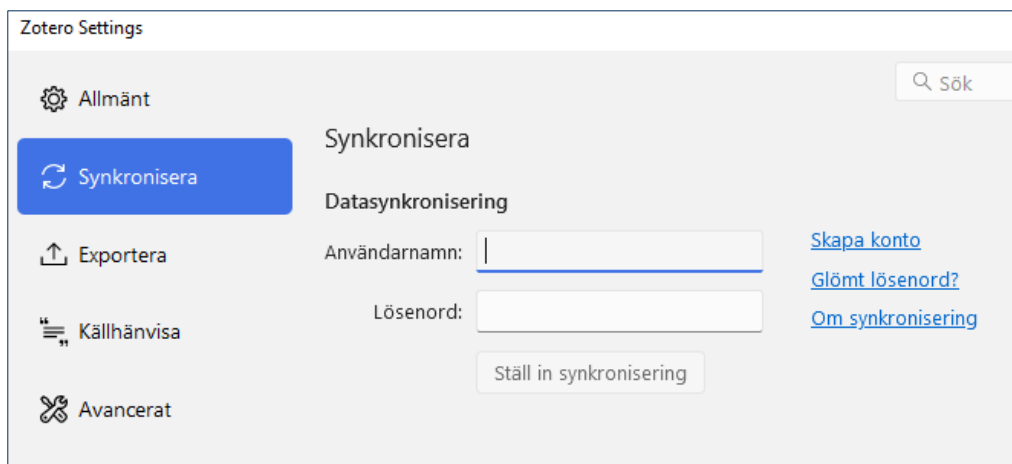 Zotero Settings
Sök
Allmänt
Synkronisera
Exportera
Källhänvisa
Avancerat
Synkronisera
Datasynkronisering
Användarnamn:
Lösenord:
Ställ in synkronisering
Skapa konto
Glömt lösenord?
Om synkronisering